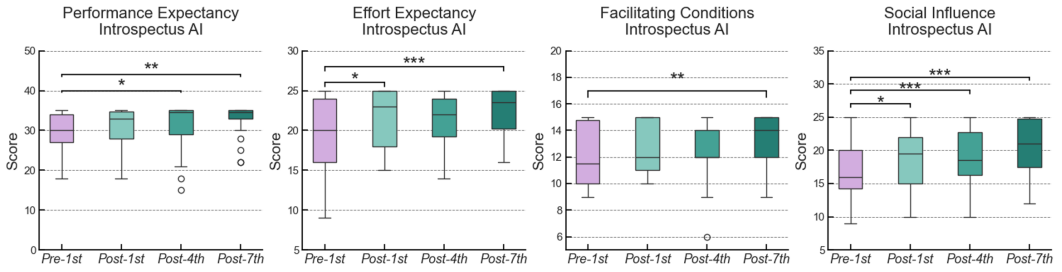 Performance Expectancy
Introspectus AI
Effort Expectancy
Introspectus AI
Facilitating Conditions
Introspectus AI
Social Influence
Introspectus AI
Score
50
40
30
20
10
0
**
*
Pre-1st Post-1st Post-4th Post-7th
Score
30
25
20
15
10
5
***
*
Pre-1st Post-1st Post-4th Post-7th
Score
20
18
16
14
12
10
8
6
**
Pre-1st Post-1st Post-4th Post-7th
Score
35
30
25
20
15
10
5
***
***
*
Pre-1st Post-1st Post-4th Post-7th